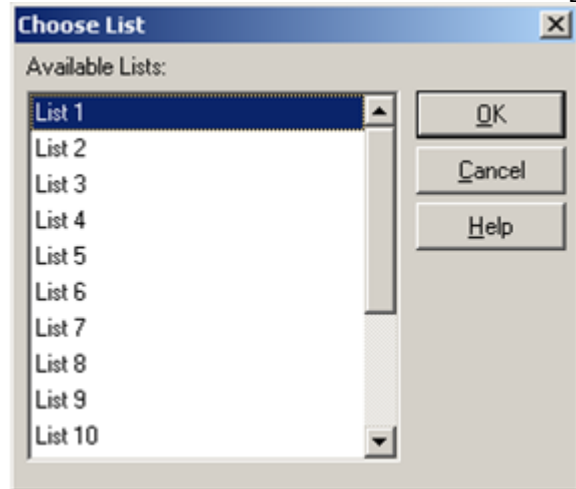 Choose List
Available Lists:
List 1
List 2
List 3
List 4
List 5
List 6
List 7
List 8
List 9
List 10
OK
Cancel
Help